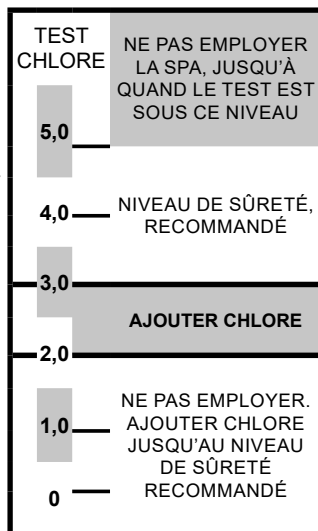 TEST
CHLORE
NE PAS EMPLOYER
LA SPA, JUSQU'À
QUAND LE TEST EST
SOUS CE NIVEAU
5,0
4,0
NIVEAU DE SÛRETÉ,
RECOMMANDÉ
3,0
AJOUTER CHLORE
2,0
NE PAS EMPLOYER.
AJOUTER CHLORE
JUSQU'AU NIVEAU
DE SÛRETÉ
RECOMMANDÉ
1,0
0